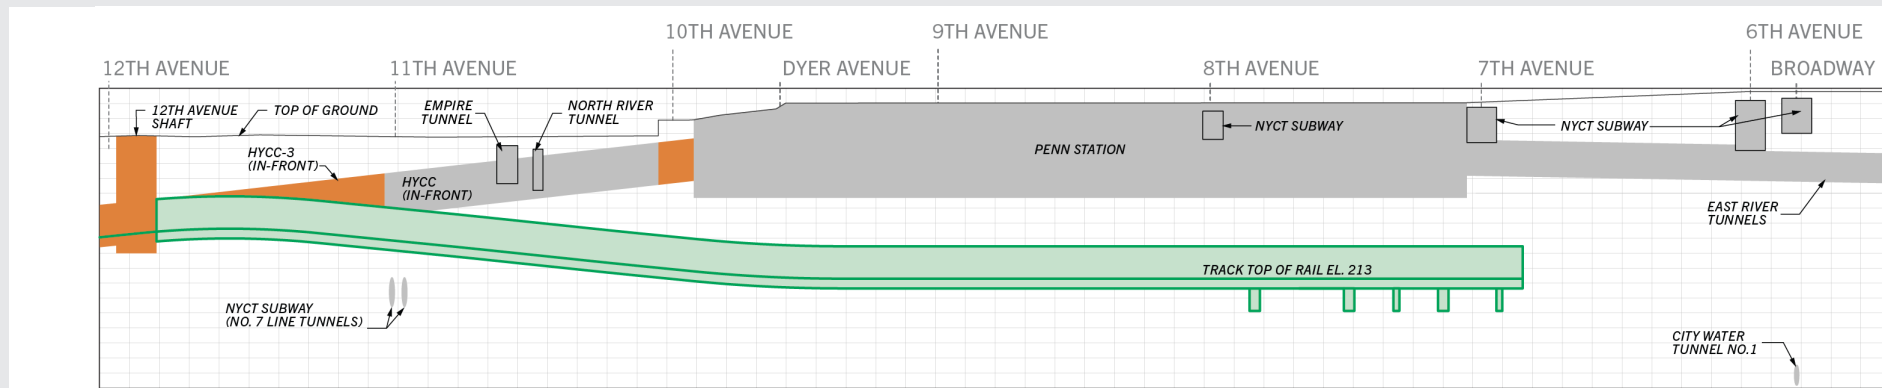 10TH AVENUE
9TH AVENUE
6TH AVENUE
12TH AVENUE
11TH AVENUE
DYER AVENUE
8TH AVENUE
7TH AVENUE
BROADWAY
12TH AVENUE
SHAFT
TOP OF GROUND
EMPIRE
TUNNEL
NORTH RIVER
TUNNEL
NYCT SUBWAY
NYCT SUBWAY
HYCC-3
(IN-FRONT)
PENN STATION
HYCC
(IN-FRONT)
EAST RIVER
TUNNELS
TRACK TOP OF RAIL EL. 213
NYCT SUBWAY
(NO. 7 LINE TUNNELS)
CITY WATER
TUNNEL NO.1